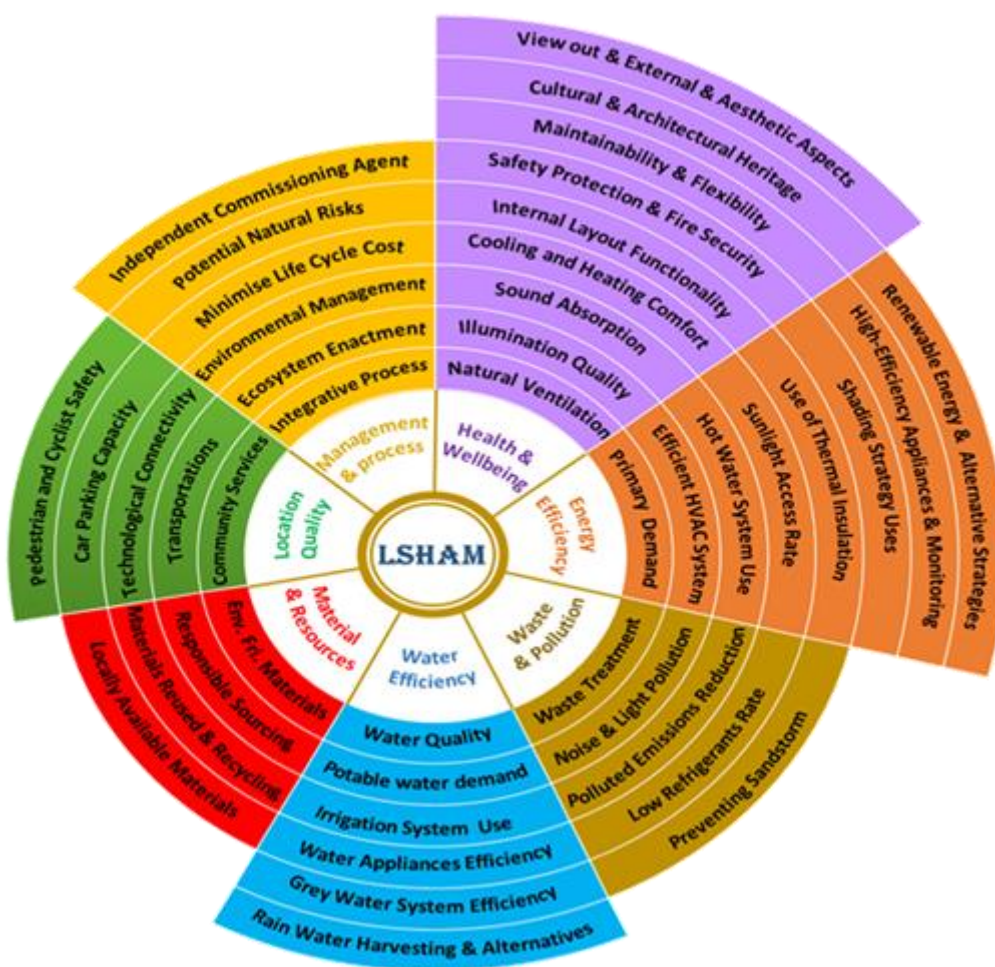 LSHAM
Health &
Wellbeing
View out & External & Aesthetic Aspects
Cultural & Architectural Heritage
Maintainability & Flexibility
Safety Protection & Fire Security
Internal Layout Functionality
Cooling and Heating Comfort
Sound Absorption
Illumination Quality
Natural Ventilation
Energy
Efficiency
Renewable Energy & Alternative Strategies
High-Efficiency Appliances & Monitoring
Shading Strategy Uses
Use of Thermal Insulation
Sunlight Access Rate
Hot Water System Use
Efficient HVAC System
Primary Demand
Waste
& Pollution
Waste Treatment
Noise & Light Pollution
Polluted Emissions Reduction
Low Refrigerants Rate
Preventing Sandstorm
Water
Efficiency
Water Quality
Potable water demand
Irrigation System Use
Water Appliances Efficiency
Grey Water System Efficiency
Rain Water Harvesting & Alternatives
Material
& Resources
Env. Fri. Materials
Responsible Sourcing
Materials Reused & Recycling
Locally Available Materials
Location
Quality
Pedestrian and Cyclist Safety
Car Parking Capacity
Technological Connectivity
Transportations
Community Services
Management
& process
Independent Commissioning Agent
Potential Natural Risks
Minimise Life Cycle Cost
Environmental Management
Ecosystem Enactment
Integrative Process